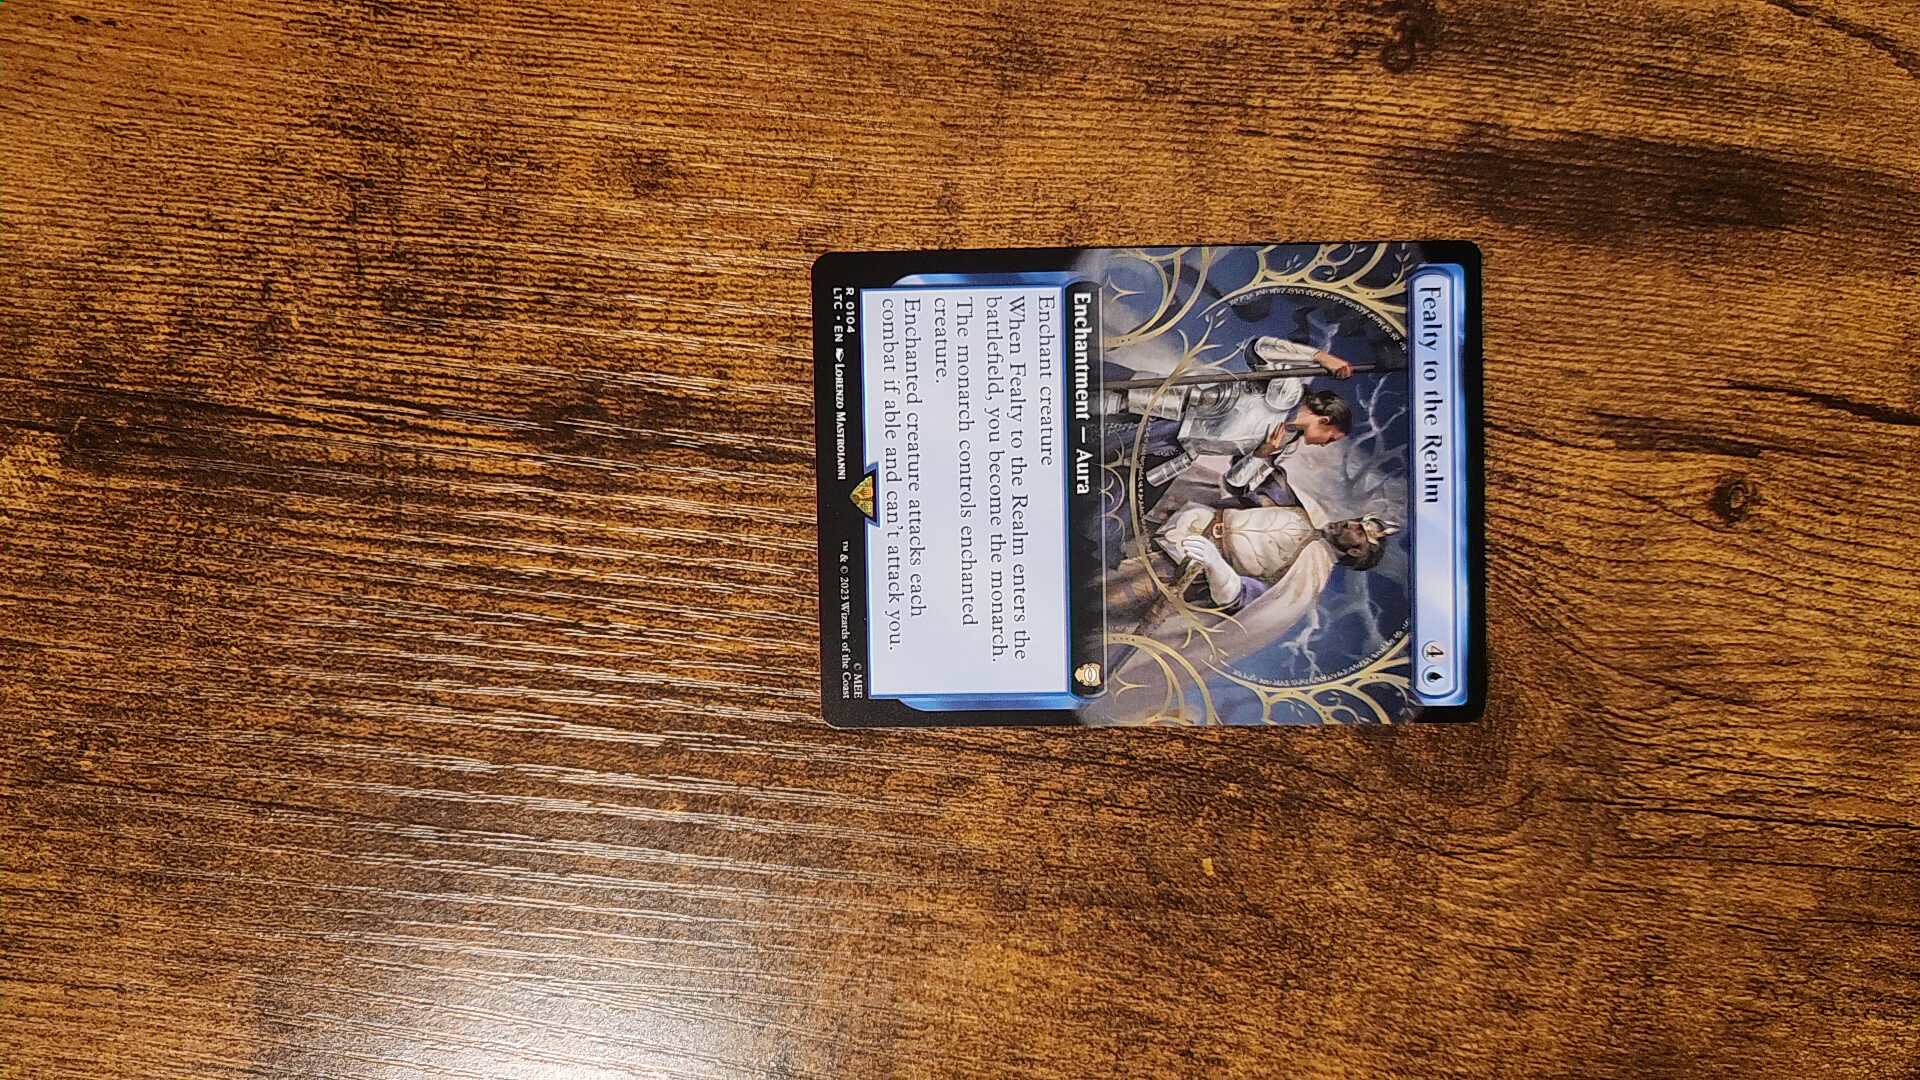 Fealty to the Realm 4
Enchantment — Aura
Enchant creature
When Fealty to the Realm enters the
battlefield, you become the monarch.
The monarch controls enchanted
creature.
Enchanted creature attacks each
combat if able and can't attack you.
R 0104
LTC • EN LORENZO MASTROIANNI
© MEE
™ & © 2023 Wizards of the Coast